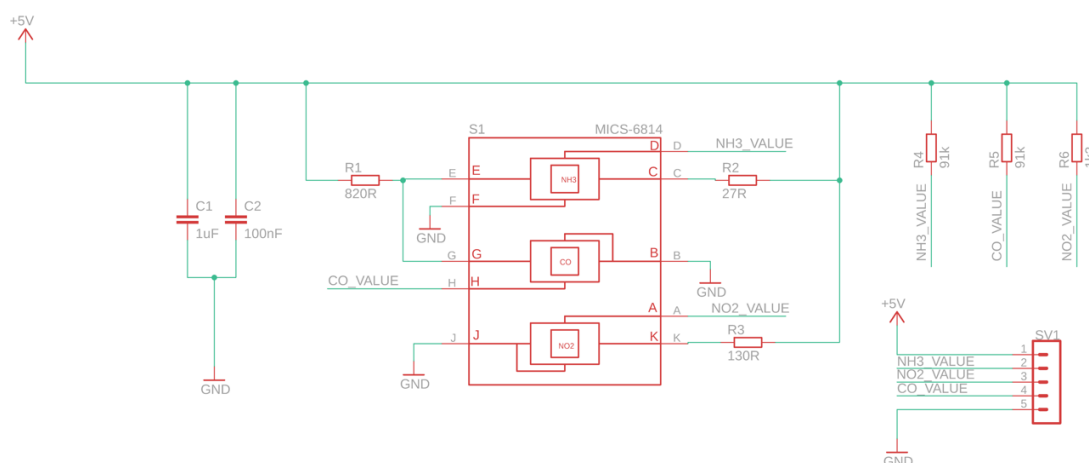 +5V
S1
MICS-6814
D
D
NH3_VALUE
R1
820R
E
E
NH3
C
C
R2
27R
F
F
GND
C1
1uF
C2
100nF
G
G
CO
B
B
GND
CO_VALUE
H
H
A
A
NO2_VALUE
J
J
NO2
K
K
R3
130R
GND
GND
R4
91k
NH3_VALUE
R5
91k
CO_VALUE
R6
NO2_VALUE
+5V
SV1
1
NH3_VALUE
2
NO2_VALUE
3
CO_VALUE
4
5
GND